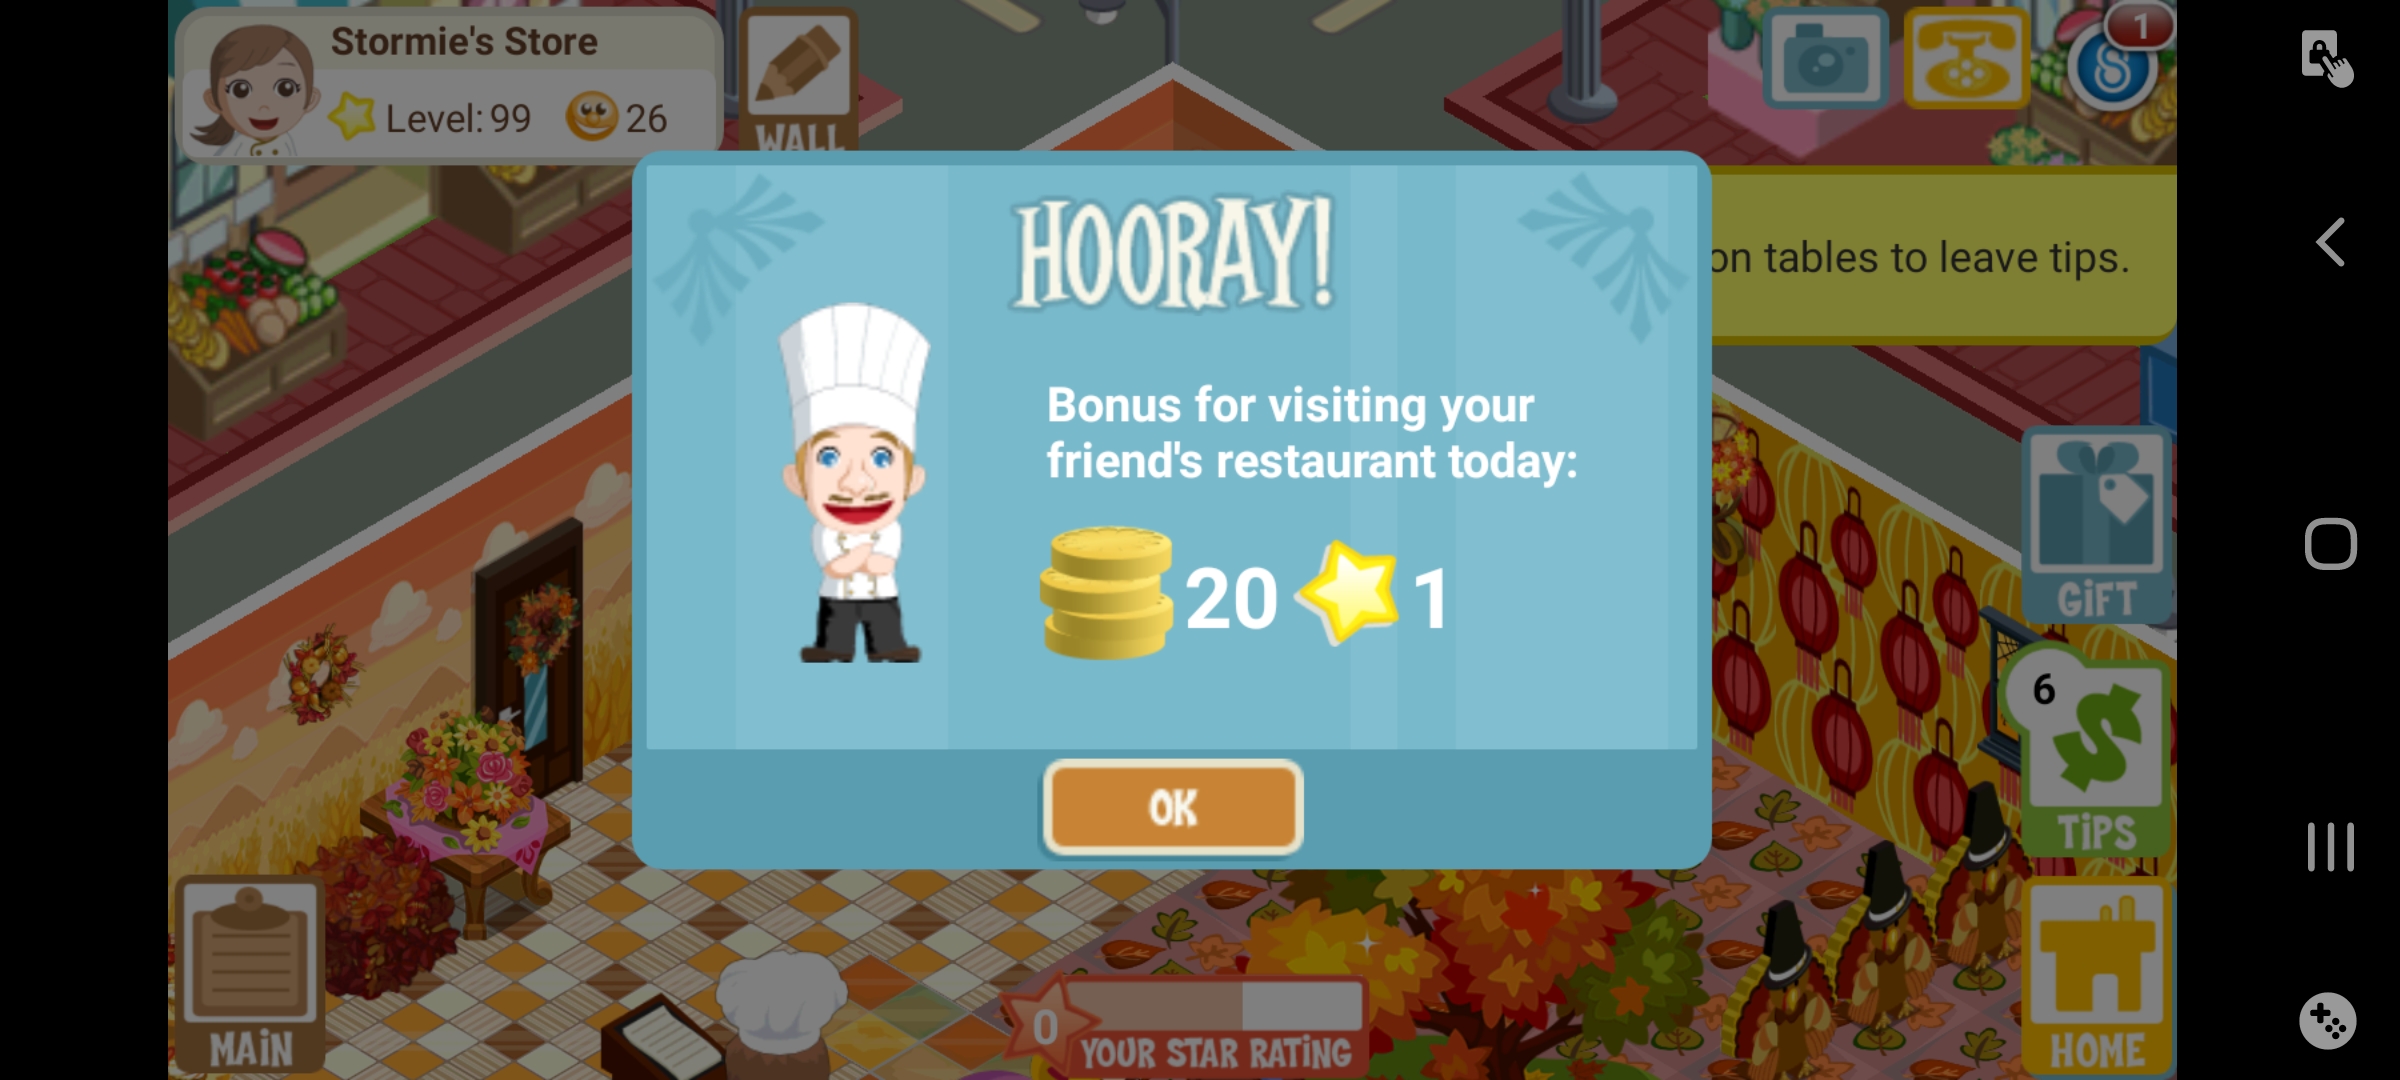 Stormie's Store
Level: 99 26
WALL
1
HOORAY!
on tables to leave tips.
Bonus for visiting your
friend's restaurant today:
20 1
OK
GiFT
6
TiPS
MAiN
0
YOUR STAR RATiNG
HOME